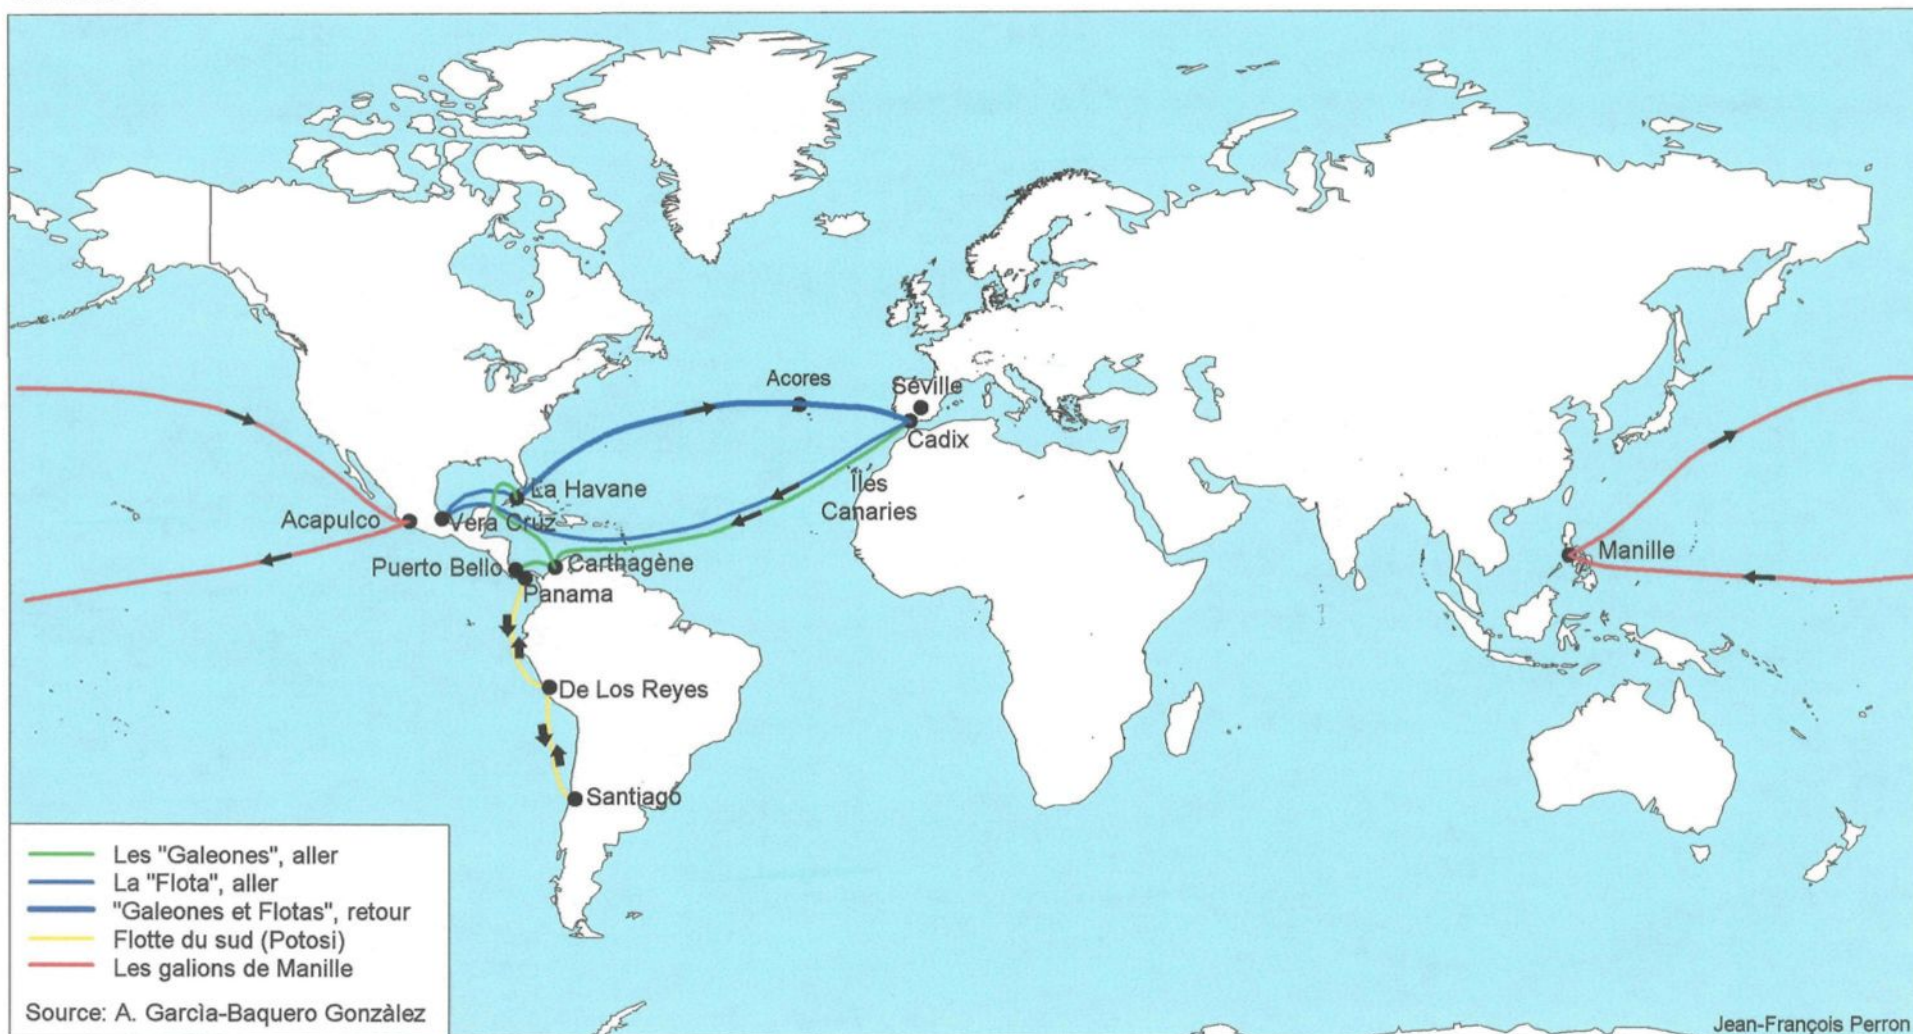 Acores
Séville
Cadix
La Havane
Îles
Canaries
Acapulco
Vera Cruz
Manille
Puerto Bello
Carthagène
Panama
De Los Reyes
Santiago
Les "Galeones", aller
La "Flota", aller
"Galeones et Flotas", retour
Flotte du sud (Potosi)
Les galions de Manille
Source: A. Garcìa-Baquero Gonzàlez
Jean-François Perron